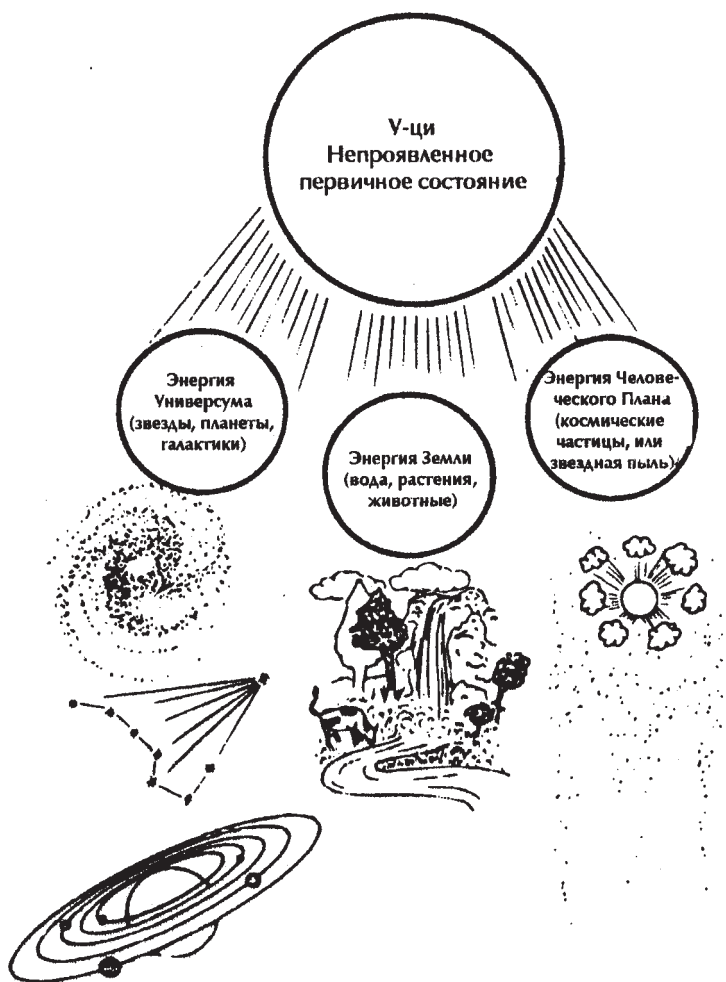 У-ци
Непроявленное
первичное состояние
Энергия
Универсума
(звезды, планеты,
галактики)
Энергия Земли
(вода, растения,
животные)
Энергия Челове-
ческого Плана
(космические
частицы, или
звездная пыль)